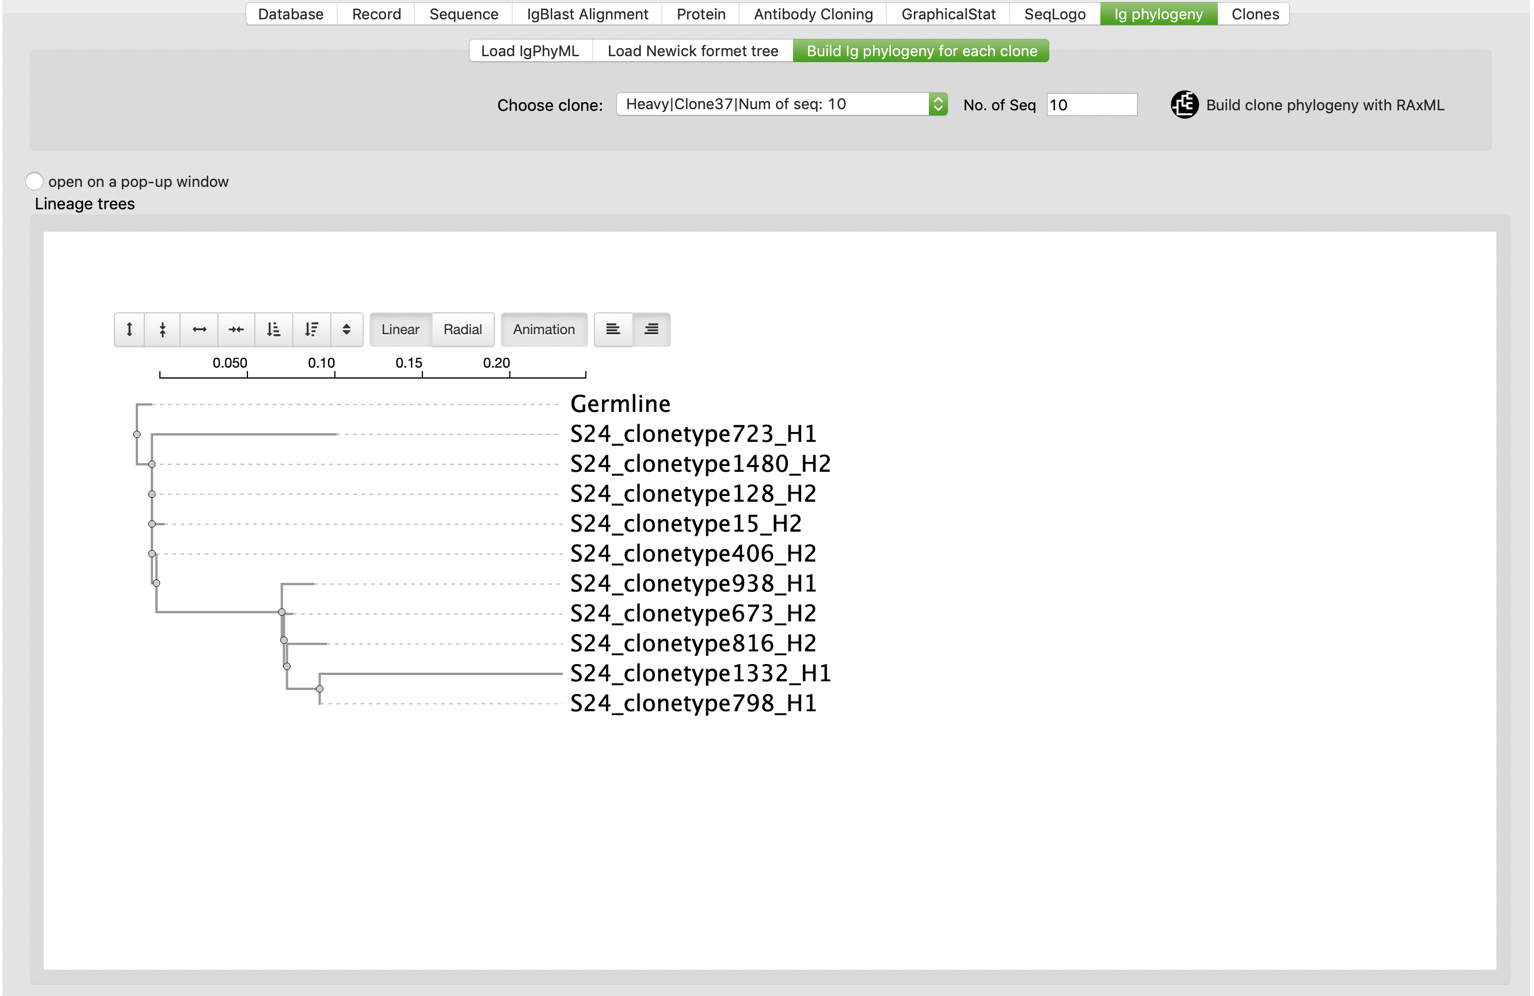 Database Record Sequence IgBlast Alignment Protein Antibody Cloning GraphicalStat SeqLogo Ig phylogeny Clones
Load IgPhyML Load Newick formet tree Build Ig phylogeny for each clone
Choose clone: Heavy|Clone37|Num of seq: 10 No. of Seq 10 Build clone phylogeny with RAxML
open on a pop-up window
Lineage trees
Linear Radial Animation
0.050 0.10 0.15 0.20
Germline
S24_clonetype723_H1
S24_clonetype1480_H2
S24_clonetype128_H2
S24_clonetype15_H2
S24_clonetype406_H2
S24_clonetype938_H1
S24_clonetype673_H2
S24_clonetype816_H2
S24_clonetype1332_H1
S24_clonetype798_H1